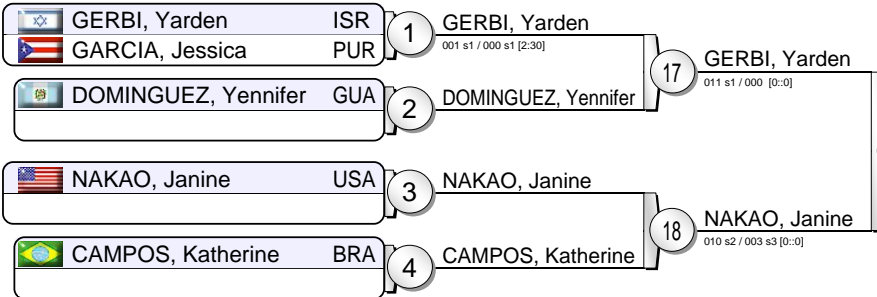 GERBI, Yarden ISR
GARCIA, Jessica PUR
1
GERBI, Yarden
001 s1 / 000 s1 [2:30]
DOMINGUEZ, Yennifer GUA
2
DOMINGUEZ, Yennifer
17
GERBI, Yarden
011 s1 / 000 [0::0]
NAKAO, Janine USA
3
NAKAO, Janine
CAMPOS, Katherine BRA
4
CAMPOS, Katherine
18
NAKAO, Janine
010 s2 / 003 s3 [0::0]